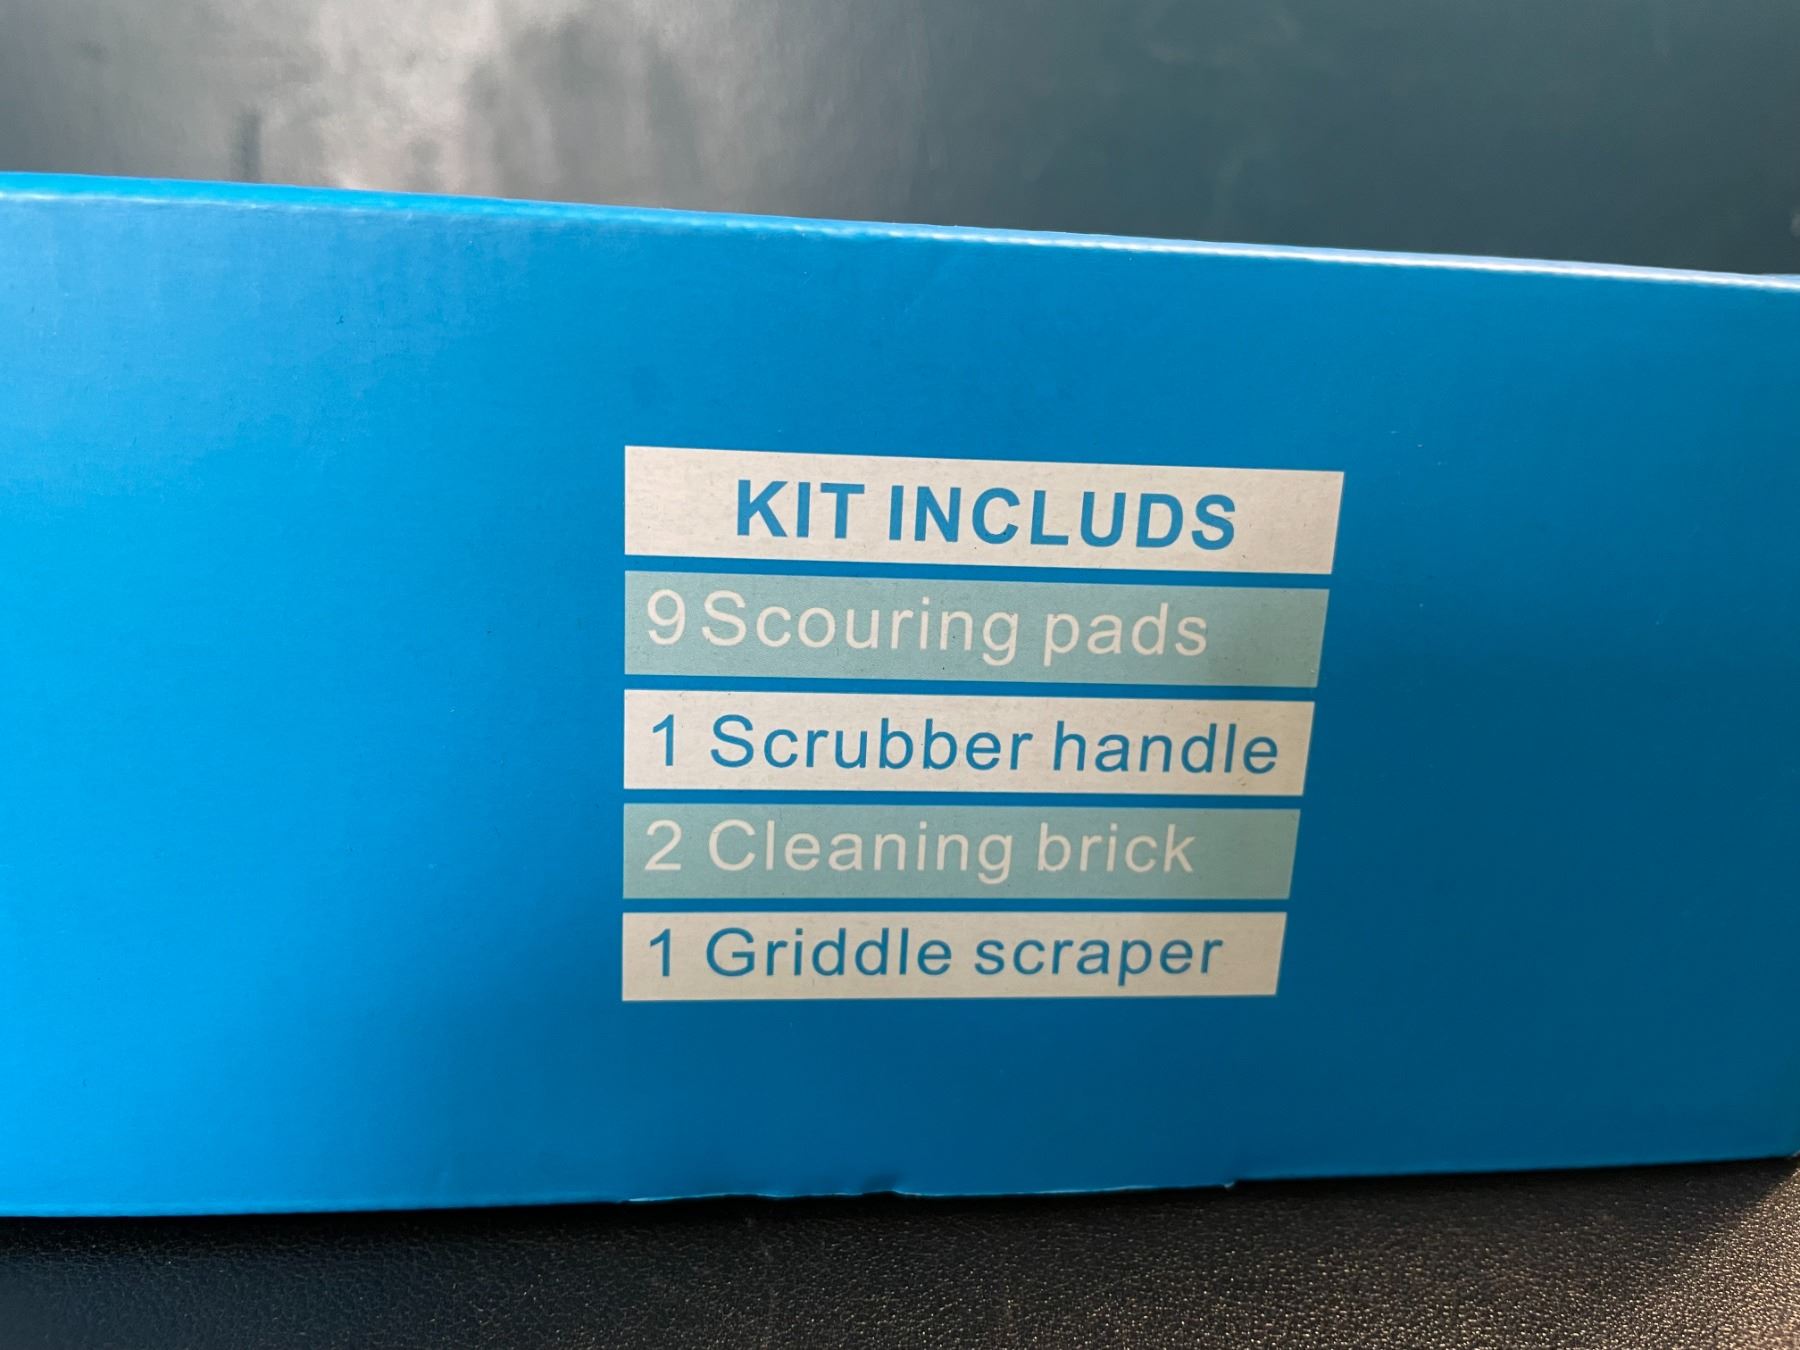 KIT INCLUDS
9 Scouring pads
1 Scrubber handle
2 Cleaning brick
1 Griddle scraper